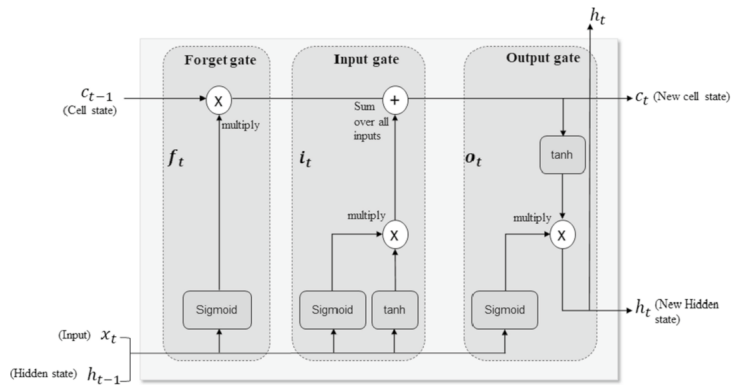 h_t
Forget gate
Input gate
Output gate
c_{t-1}
(Cell state)
X
+
c_t (New cell state)
multiply
Sum
over all
inputs
f_t
i_t
o_t
tanh
multiply
X
multiply
X
Sigmoid
Sigmoid
tanh
Sigmoid
h_t (New Hidden
state)
(Input) x_t
(Hidden state) h_{t-1}